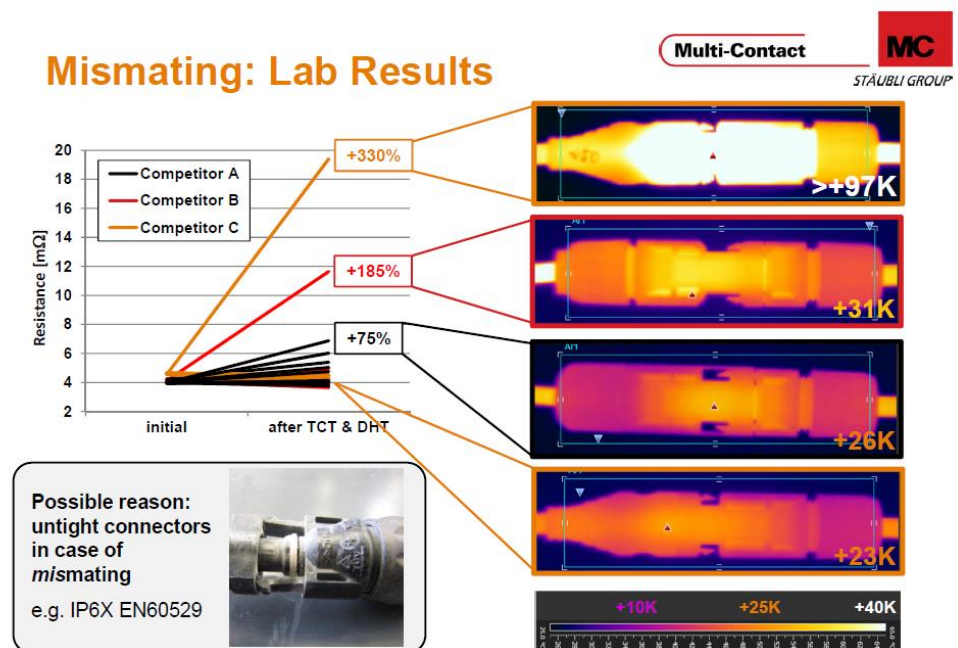 Mismating: Lab Results
Multi-Contact
MC
STÄUBLI GROUP
Resistance [mΩ]
20
18
16
14
12
10
8
6
4
2
Competitor A
Competitor B
Competitor C
initial
after TCT & DHT
+330%
+185%
+75%
>+97K
+31K
+26K
+23K
+10K
+25K
+40K
Possible reason:
untight connectors
in case of
mismating
e.g. IP6X EN60529